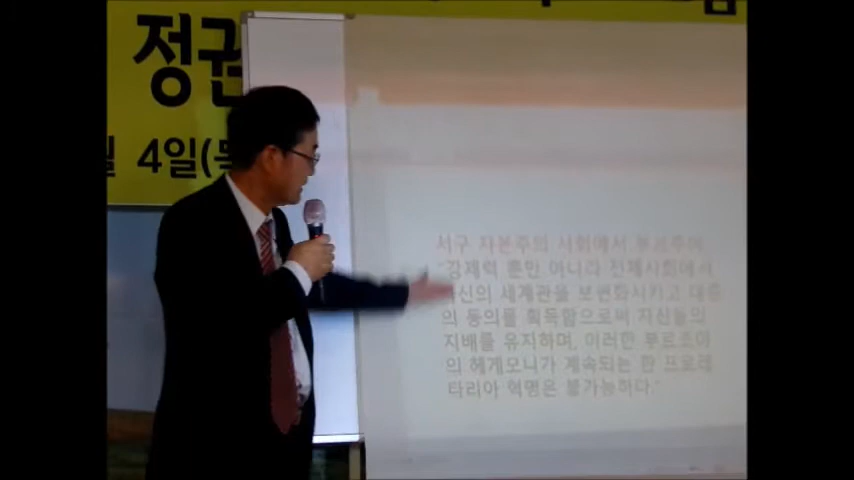 정권
4일(목
서구 자본주의 사회에서 부르주아
"강제력 뿐만 아니라 전체사회에서
자신의 세계관을 보편화시키고 대중
의 동의를 획득함으로써 자신들의
지배를 유지하며, 이러한 부르조아
의 헤게모니가 계속되는 한 프로레
타리아 혁명은 불가능하다."